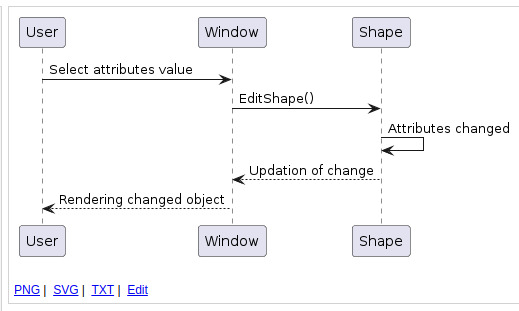 User Window Shape
Select attributes value
EditShape()
Attributes changed
Updation of change
Rendering changed object
User Window Shape
PNG | SVG | TXT | Edit